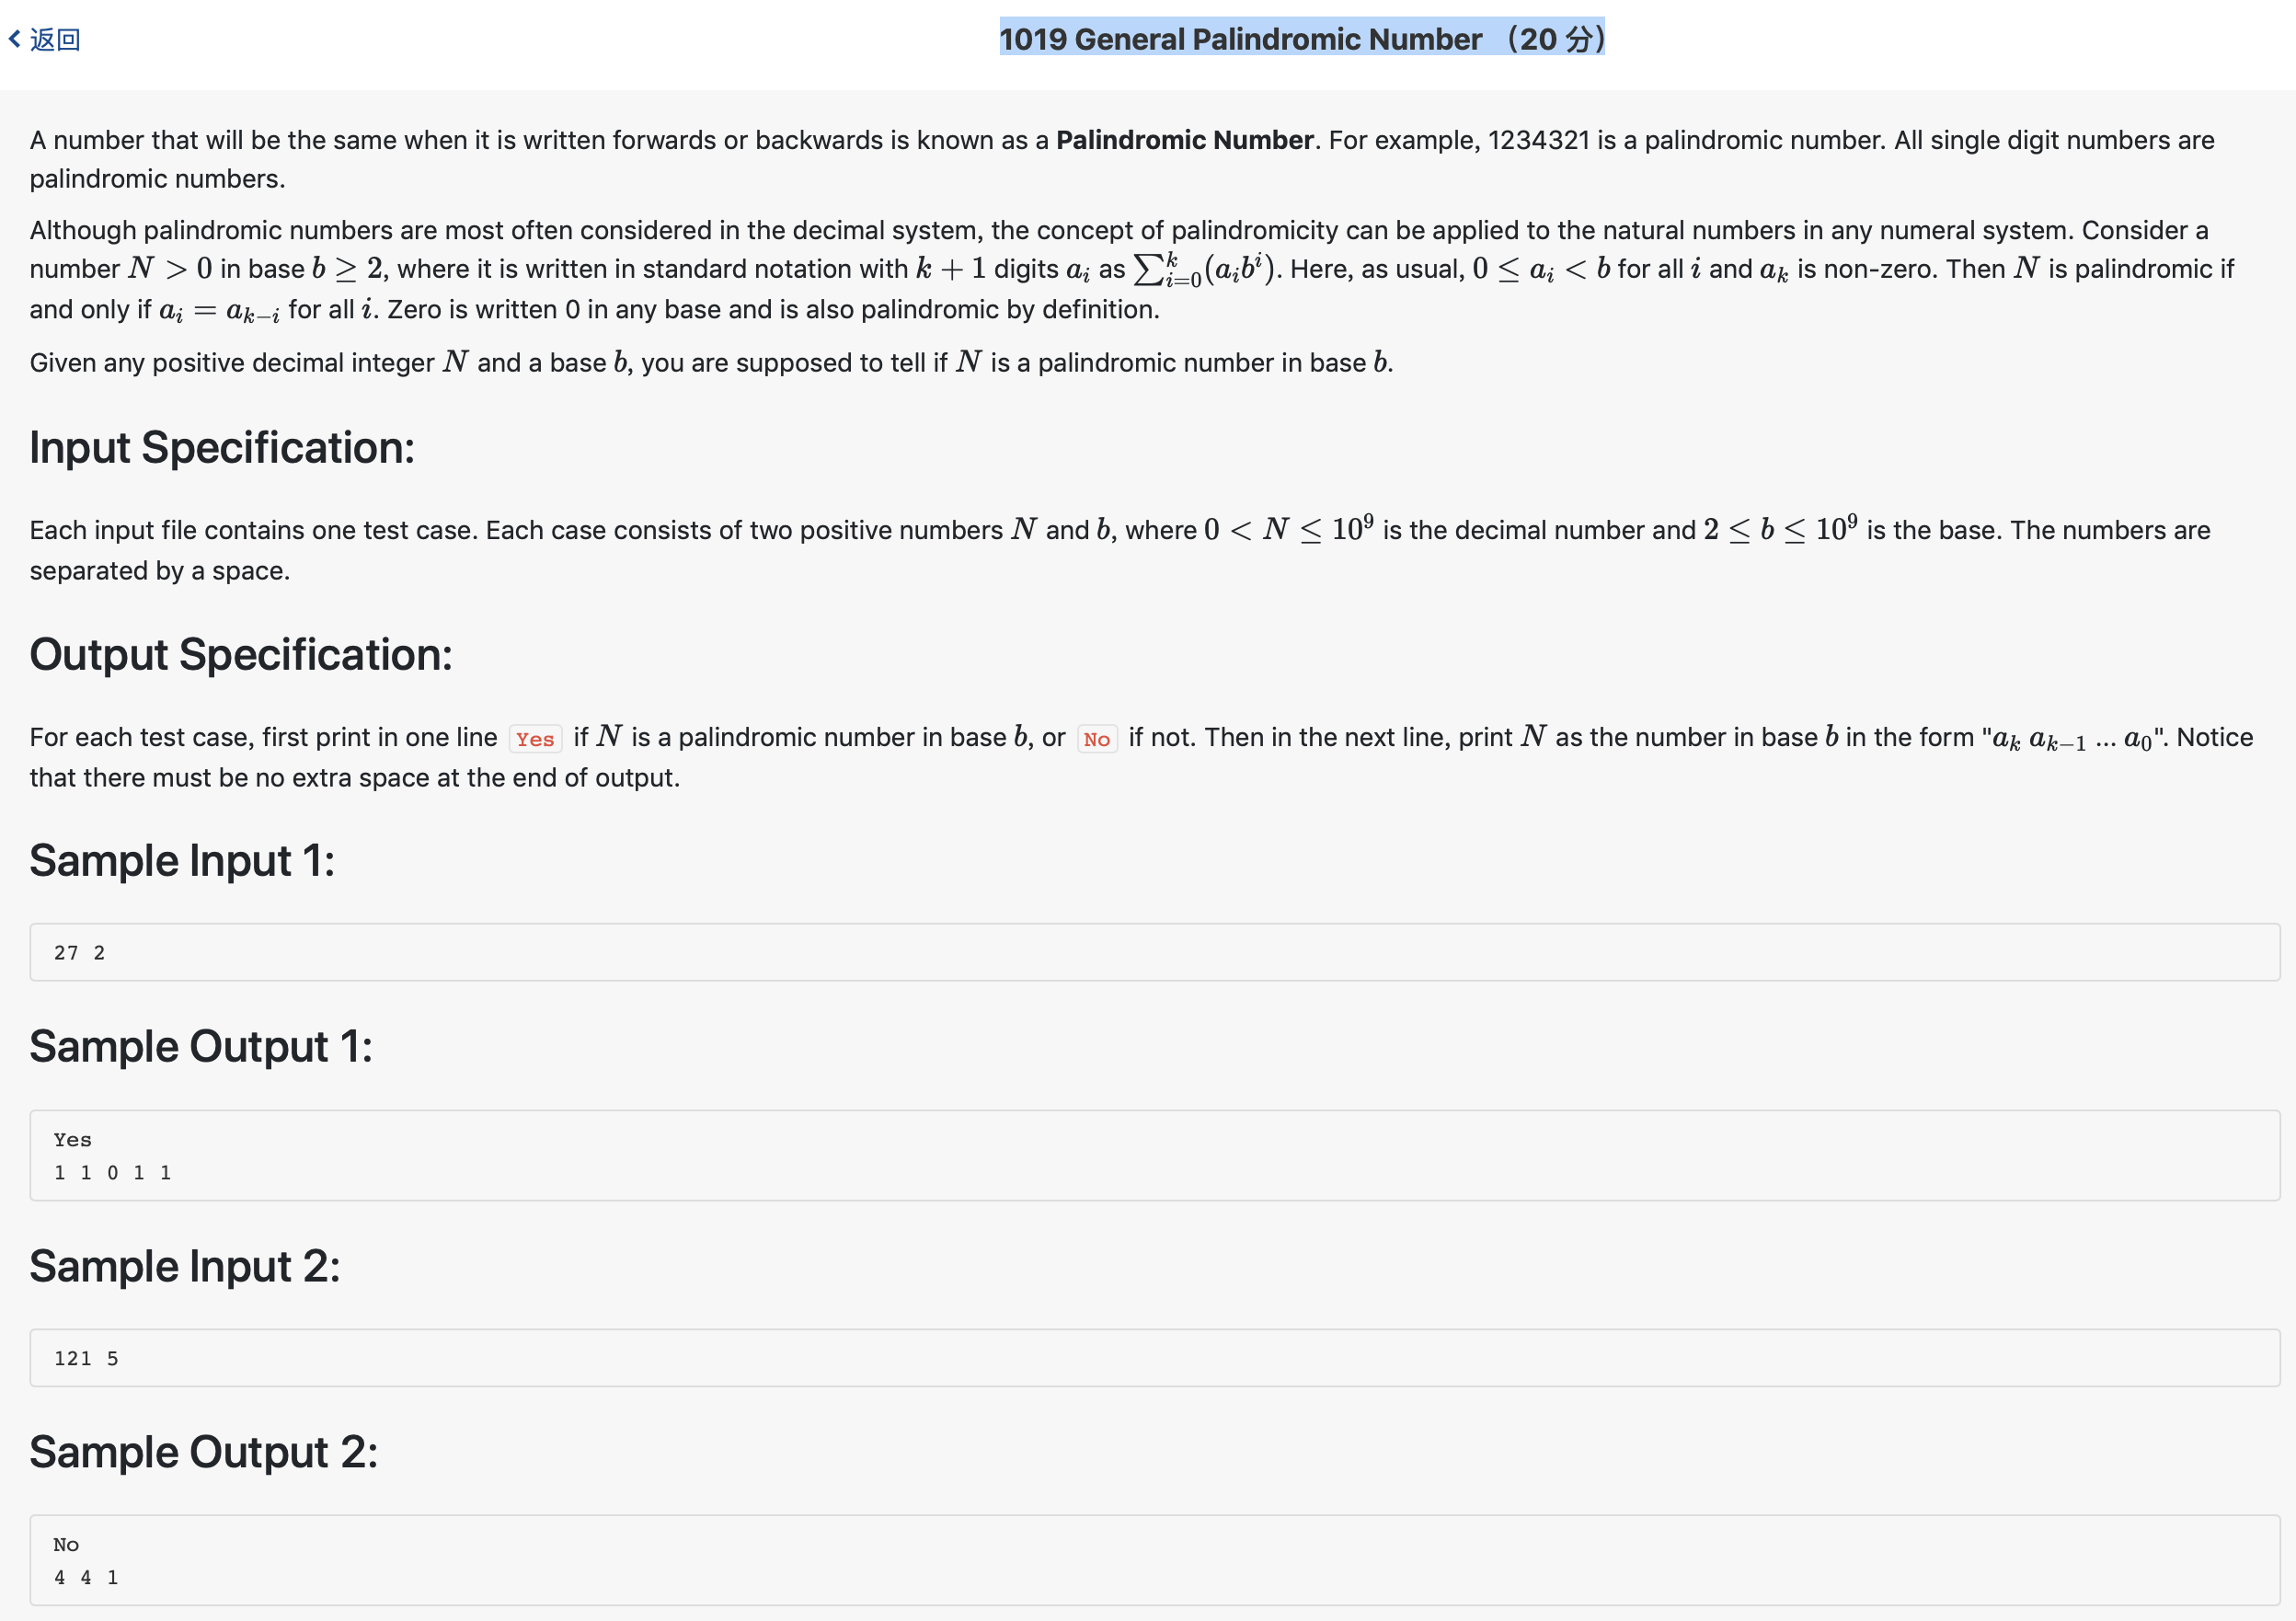 返回
1019 General Palindromic Number （20 分）
A number that will be the same when it is written forwards or backwards is known as a Palindromic Number. For example, 1234321 is a palindromic number. All single digit numbers are
palindromic numbers.
Although palindromic numbers are most often considered in the decimal system, the concept of palindromicity can be applied to the natural numbers in any numeral system. Consider a
number N > 0 in base b ≥ 2, where it is written in standard notation with k + 1 digits a_i as ∑_{i=0}^{k}(a_i b^i). Here, as usual, 0 ≤ a_i < b for all i and a_k is non-zero. Then N is palindromic if
and only if a_i = a_{k−i} for all i. Zero is written 0 in any base and is also palindromic by definition.
Given any positive decimal integer N and a base b, you are supposed to tell if N is a palindromic number in base b.
Input Specification:
Each input file contains one test case. Each case consists of two positive numbers N and b, where 0 < N ≤ 10^9 is the decimal number and 2 ≤ b ≤ 10^9 is the base. The numbers are
separated by a space.
Output Specification:
For each test case, first print in one line Yes if N is a palindromic number in base b, or No if not. Then in the next line, print N as the number in base b in the form "a_k a_{k−1} ... a_0". Notice
that there must be no extra space at the end of output.
Sample Input 1:
27 2
Sample Output 1:
Yes
1 1 0 1 1
Sample Input 2:
121 5
Sample Output 2:
No
4 4 1